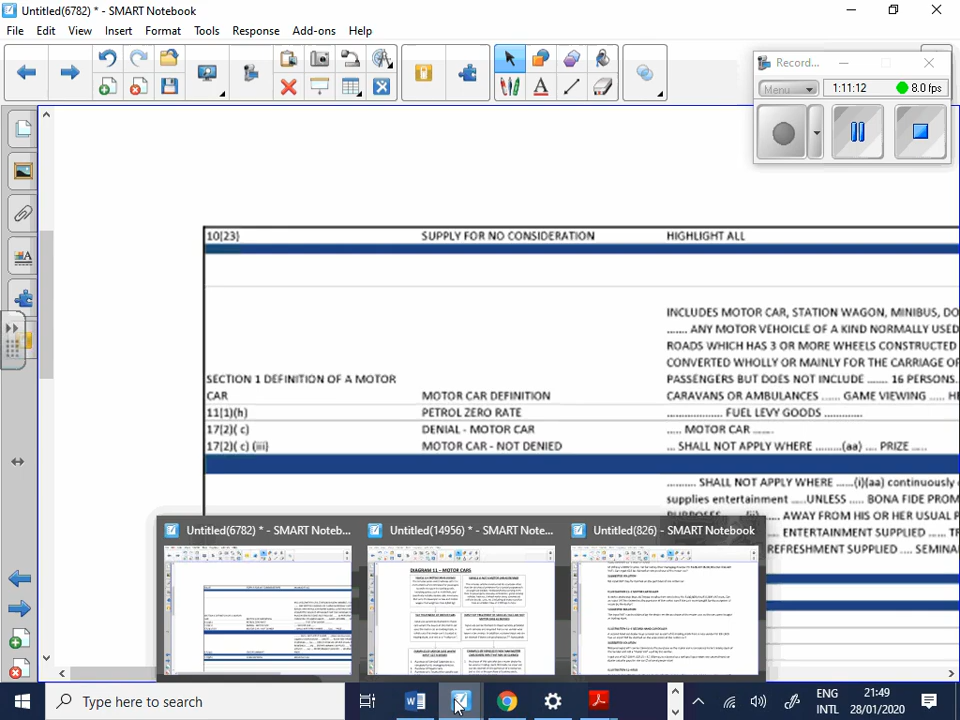 Untitled(6782) * - SMART Notebook
File Edit View Insert Format Tools Response Add-ons Help
Record...
Menu 1:11:12 8.0 fps
10(23) SUPPLY FOR NO CONSIDERATION HIGHLIGHT ALL
INCLUDES MOTOR CAR, STATION WAGON, MINIBUS, DO
........ ANY MOTOR VEHOICLE OF A KIND NORMALLY USED
ROADS WHICH HAS 3 OR MORE WHEELS CONSTRUCTED
CONVERTED WHOLLY OR MAINLY FOR THE CARRIAGE OF
SECTION 1 DEFINITION OF A MOTOR PASSENGERS BUT DOES NOT INCLUDE ........ 16 PERSONS.
CAR MOTOR CAR DEFINITION CARAVANS OR AMBULANCES ...... GAME VIEWING ..... HE
11(1)(h) PETROL ZERO RATE .................. FUEL LEVY GOODS ............
17(2)( c) DENIAL - MOTOR CAR ..... MOTOR CAR ........
17(2)( c) (iii) MOTOR CAR - NOT DENIED ... SHALL NOT APPLY WHERE .........(aa) .... PRIZE .....
.......... SHALL NOT APPLY WHERE .....(i)(aa) continuously o
supplies entertainment .....UNLESS ..... BONA FIDE PROM
PURPOSES .... (ii) ..... AWAY FROM HIS OR HER USUAL P
Untitled(6782) * - SMART Noteb... Untitled(14956) * - SMART Note... Untitled(826) - SMART Notebook
ENTERTAINMENT SUPPLIED .... T
REFRESHMENT SUPPLIED .... SEMINA
DIAGRAM 11 – MOTOR CARS
Type here to search
ENG 21:49
INTL 28/01/2020